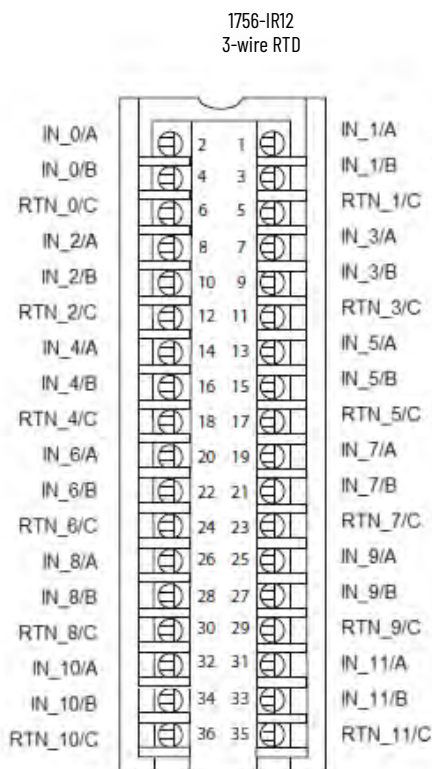 1756-IR12
3-wire RTD
IN_0/A 2 1 IN_1/A
IN_0/B 4 3 IN_1/B
RTN_0/C 6 5 RTN_1/C
IN_2/A 8 7 IN_3/A
IN_2/B 10 9 IN_3/B
RTN_2/C 12 11 RTN_3/C
IN_4/A 14 13 IN_5/A
IN_4/B 16 15 IN_5/B
RTN_4/C 18 17 RTN_5/C
IN_6/A 20 19 IN_7/A
IN_6/B 22 21 IN_7/B
RTN_6/C 24 23 RTN_7/C
IN_8/A 26 25 IN_9/A
IN_8/B 28 27 IN_9/B
RTN_8/C 30 29 RTN_9/C
IN_10/A 32 31 IN_11/A
IN_10/B 34 33 IN_11/B
RTN_10/C 36 35 RTN_11/C